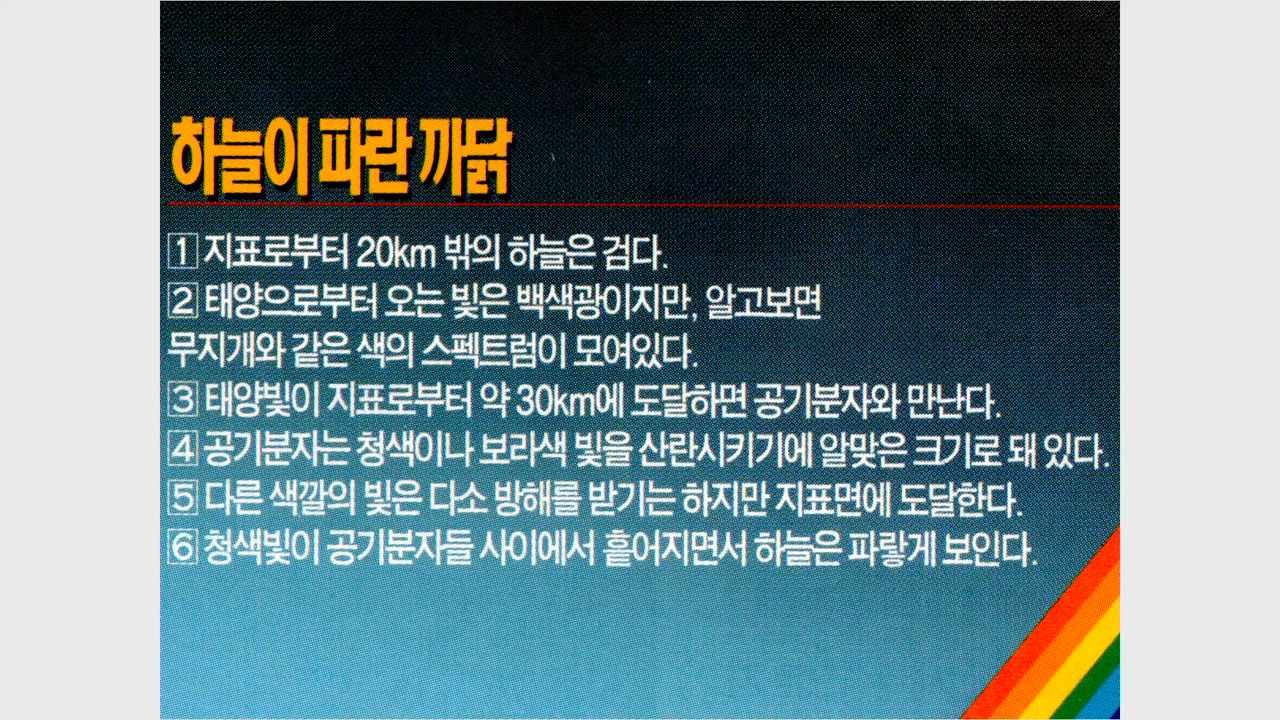 하늘이 파란 까닭
1 지표로부터 20km 밖의 하늘은 검다.
2 태양으로부터 오는 빛은 백색광이지만, 알고보면
무지개와 같은 색의 스펙트럼이 모여있다.
3 태양빛이 지표로부터 약 30km에 도달하면 공기분자와 만난다.
4 공기분자는 청색이나 보라색 빛을 산란시키기에 알맞은 크기로 돼 있다.
5 다른 색깔의 빛은 다소 방해를 받기는 하지만 지표면에 도달한다.
6 청색빛이 공기분자들 사이에서 흩어지면서 하늘은 파랗게 보인다.